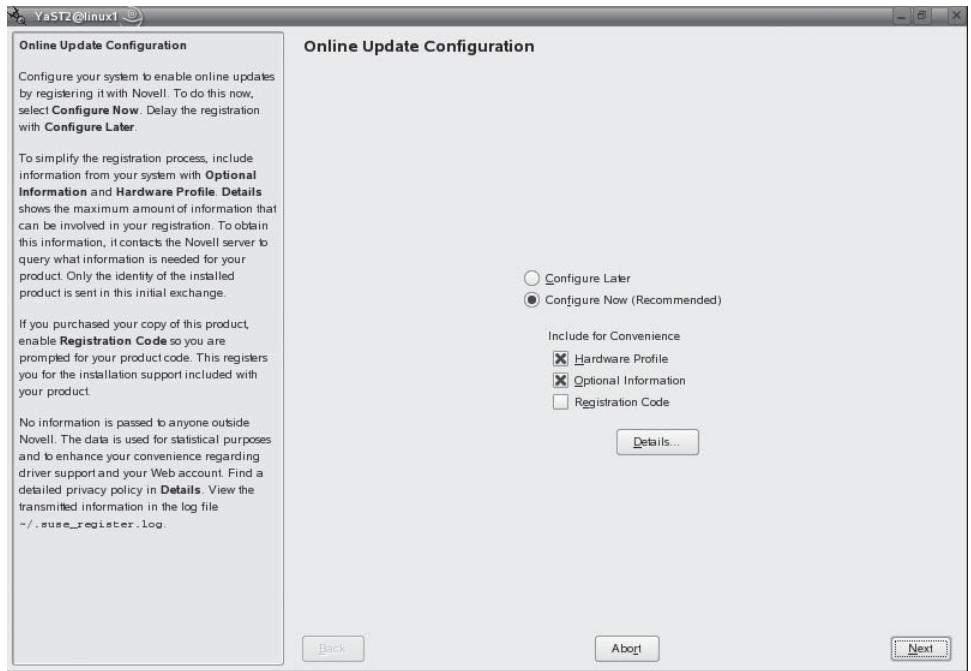 YaST2@linux1
Online Update Configuration
Configure your system to enable online updates
by registering it with Novell. To do this now,
select Configure Now. Delay the registration
with Configure Later.
To simplify the registration process, include
information from your system with Optional
Information and Hardware Profile. Details
shows the maximum amount of information that
can be involved in your registration. To obtain
this information, it contacts the Novell server to
query what information is needed for your
product. Only the identity of the installed
product is sent in this initial exchange.
If you purchased your copy of this product,
enable Registration Code so you are
prompted for your product code. This registers
you for the installation support included with
your product.
No information is passed to anyone outside
Novell. The data is used for statistical purposes
and to enhance your convenience regarding
driver support and your Web account. Find a
detailed privacy policy in Details. View the
transmitted information in the log file
~/.suse_register.log.
Online Update Configuration
Configure Later
Configure Now (Recommended)
Include for Convenience
Hardware Profile
Optional Information
Registration Code
Details...
Back
Abort
Next